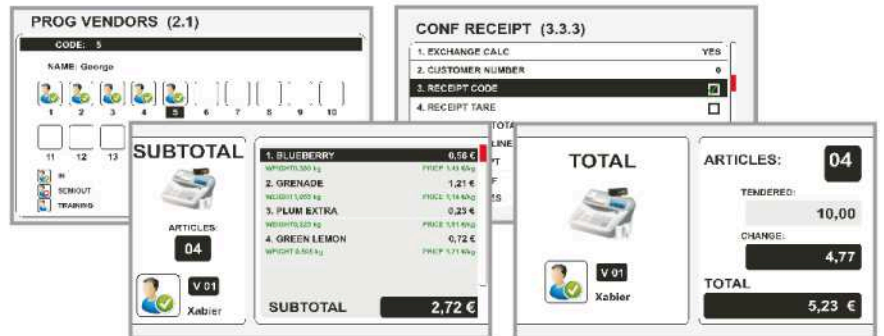 PROG VENDORS (2.1)
CODE: 5
NAME: George
1 2 3 4 5 6 7 8 9 10
11 12 13
IN
SEMIOUT
TRAINING
CONF RECEIPT (3.3.3)
1. EXCHANGE CALC YES
2. CUSTOMER NUMBER 0
3. RECEIPT CODE
4. RECEIPT TARE
SUBTOTAL
ARTICLES
04
V 01
Xabier
1. BLUEBERRY 0,56 €
PRICE 1,43 €/kg
2. GRENADE 1,21 €
3. PLUM EXTRA 0,23 €
4. GREEN LEMON 0,72 €
SUBTOTAL 2,72 €
TOTAL
V 01
Xabier
ARTICLES: 04
TENDERED:
10,00
CHANGE:
4,77
TOTAL
5,23 €